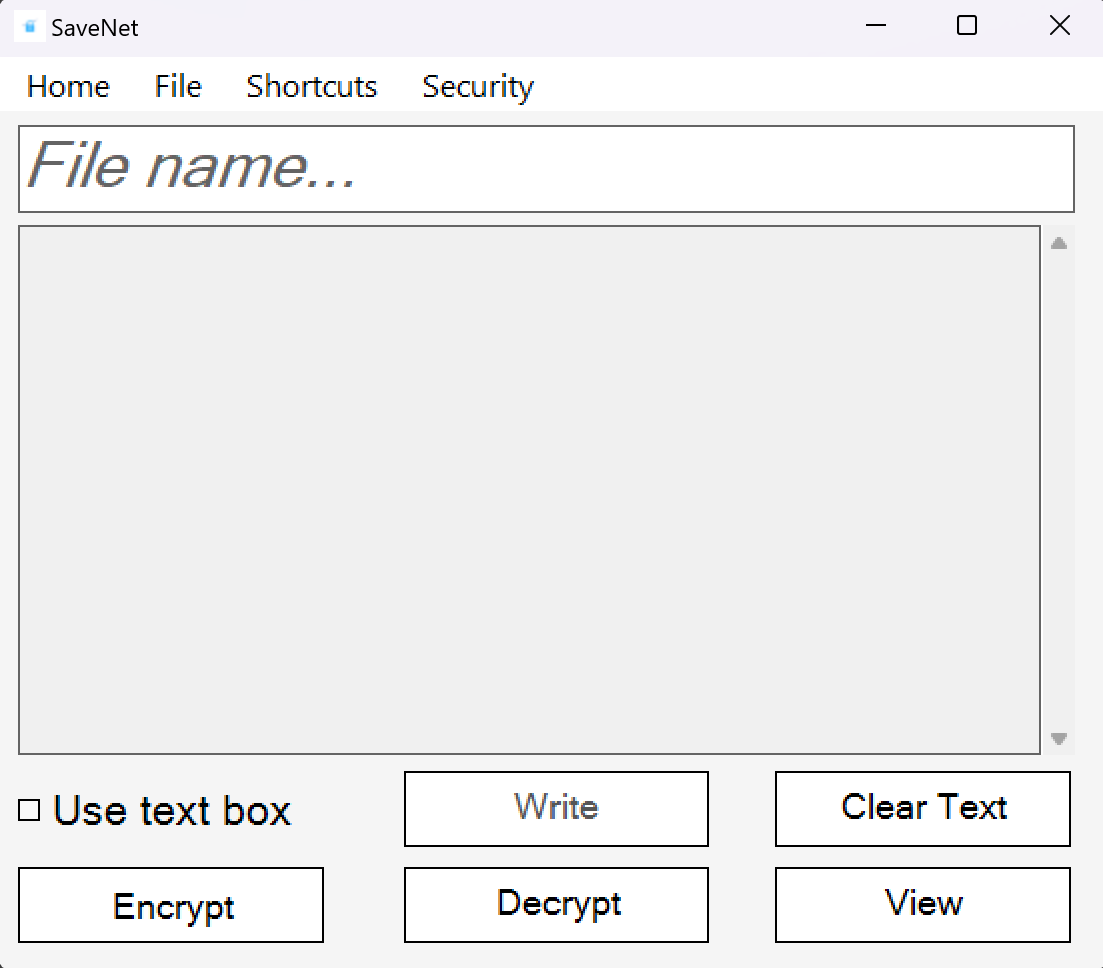 SaveNet
Home File Shortcuts Security
File name...
Use text box Write Clear Text
Encrypt Decrypt View